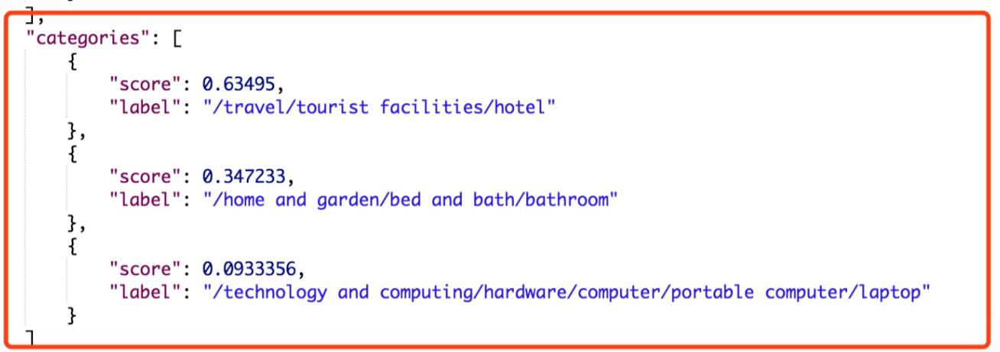 ],
"categories": [
{
"score": 0.63495,
"label": "/travel/tourist facilities/hotel"
},
{
"score": 0.347233,
"label": "/home and garden/bed and bath/bathroom"
},
{
"score": 0.0933356,
"label": "/technology and computing/hardware/computer/portable computer/laptop"
}
]